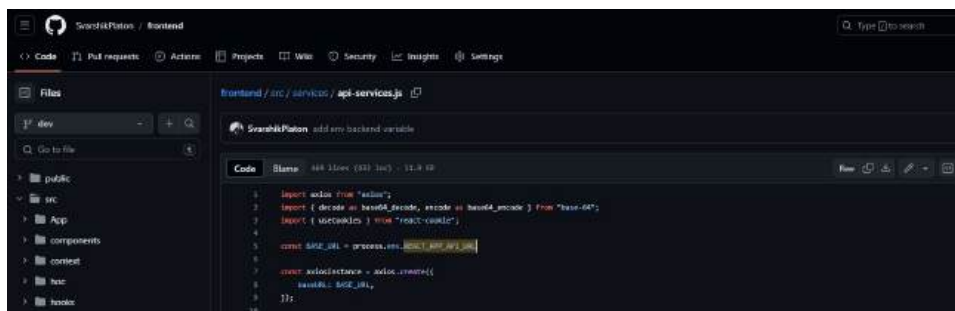 SvarshikPlaton / frontend
Type / to search
Code Pull requests Actions Projects Wiki Security Insights Settings
Files
frontend / src / services / api-services.js
dev
SvarshikPlaton add env backend variable
Go to file
Code Blame
Raw
public
src
App
components
context
hoc
hooks
1 import axios from "axios";
2 import { decode as base64_decode, encode as base64_encode } from "base-64";
3 import { useCookies } from "react-cookie";
4
5 const BASE_URL = process.env.REACT_APP_API_URL
6
7 const axiosInstance = axios.create({
8 baseURL: BASE_URL,
9 });